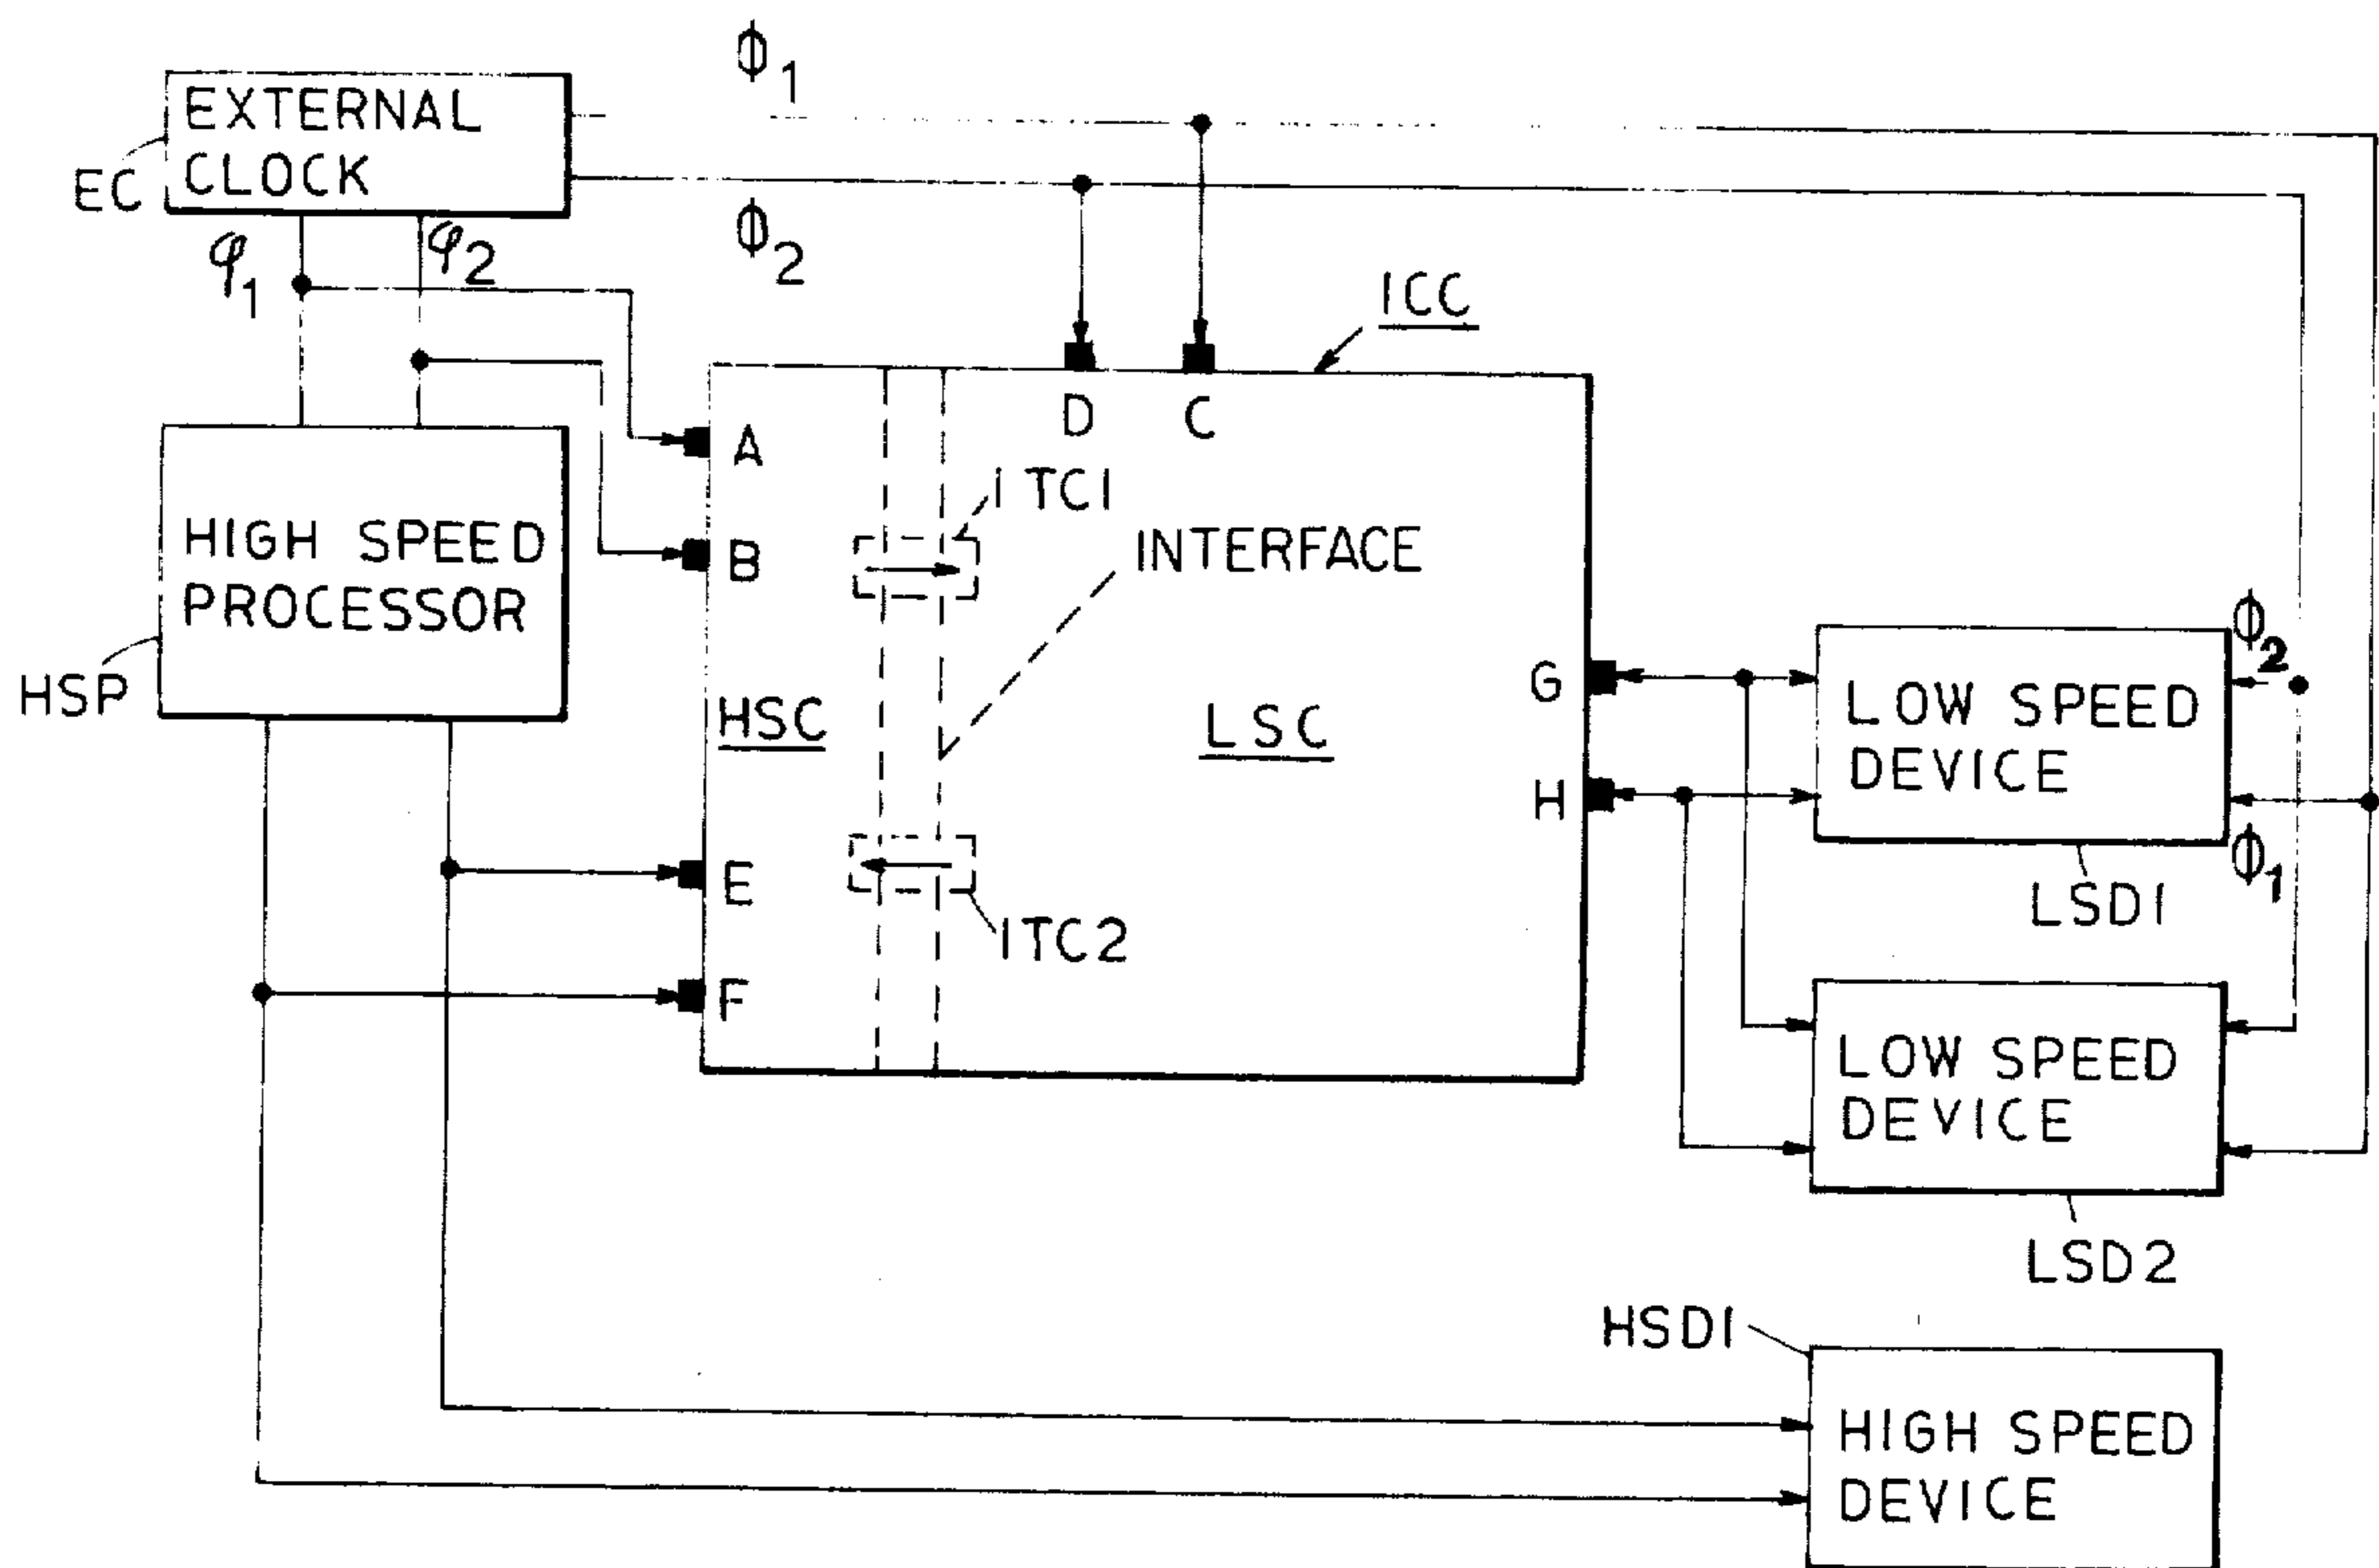 ϕ1
EXTERNAL
CLOCK
EC
φ1
φ2
ϕ2
ICC
D
C
A
B
ITC1
INTERFACE
HIGH SPEED
PROCESSOR
HSP
HSC
LSC
G
H
ϕ2
LOW SPEED
DEVICE
ϕ1
LSD1
E
F
ITC2
LOW SPEED
DEVICE
LSD2
HSD1
HIGH SPEED
DEVICE